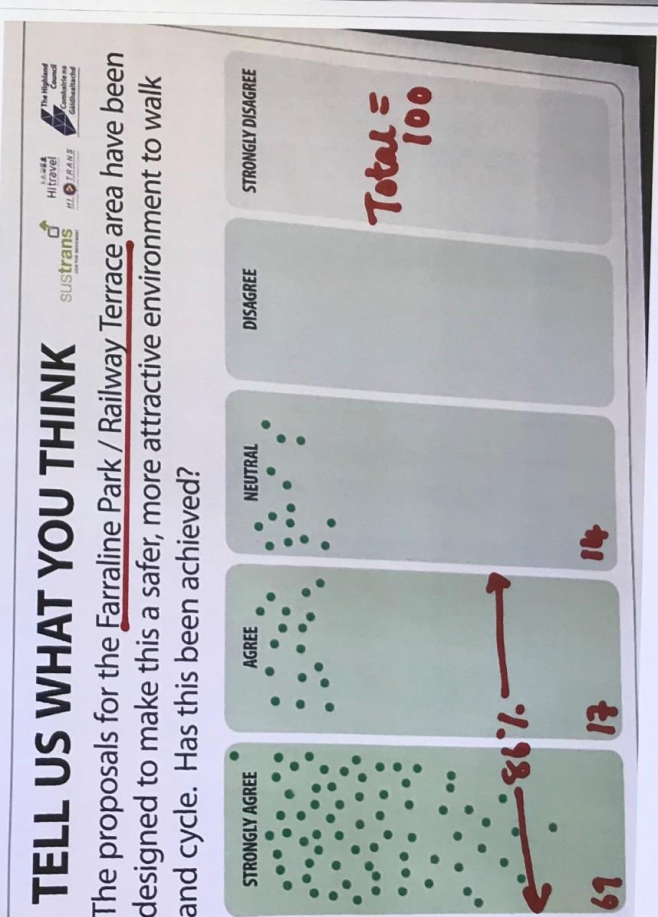 TELL US WHAT YOU THINK
sustrans
Hitravel
HITRANS
The Highland
Council
Comhairle na
Gàidhealtachd
The proposals for the Farraline Park / Railway Terrace area have been
designed to make this a safer, more attractive environment to walk
and cycle. Has this been achieved?
STRONGLY AGREE
AGREE
NEUTRAL
DISAGREE
STRONGLY DISAGREE
Total =
100
86%
69
17
14